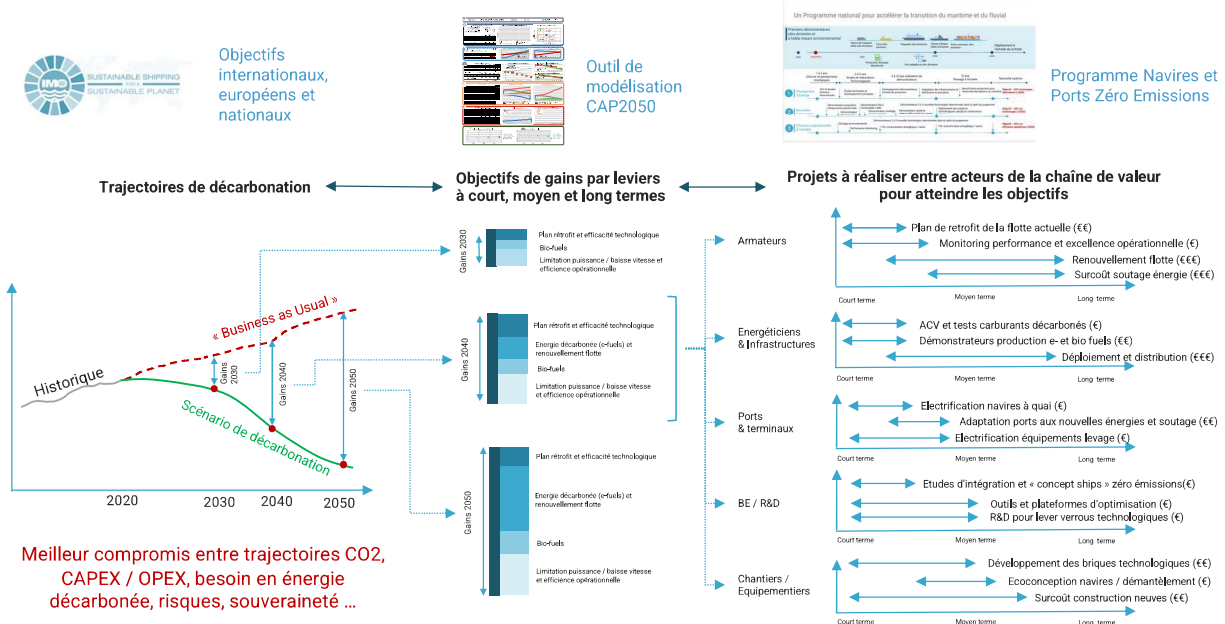 IMO
SUSTAINABLE SHIPPING
FOR A
SUSTAINABLE PLANET
Objectifs
internationaux,
européens et
nationaux
Outil de
modélisation
CAP2050
Un Programme national pour accélérer la transition du maritime et du fluvial
Programme Navires et
Ports Zéro Emissions
Trajectoires de décarbonation
Objectifs de gains par leviers
à court, moyen et long termes
Projets à réaliser entre acteurs de la chaîne de valeur
pour atteindre les objectifs
« Business as Usual »
Historique
Scénario de décarbonation
Gains
2030
Gains 2040
Gains 2050
2020
2030
2040
2050
Meilleur compromis entre trajectoires CO2,
CAPEX / OPEX, besoin en énergie
décarbonée, risques, souveraineté …
Gains 2030
Plan rétrofit et efficacité technologique
Bio-fuels
Limitation puissance / baisse vitesse et
efficience opérationnelle
Gains 2040
Plan rétrofit et efficacité technologique
Energie décarbonée (e-fuels) et
renouvellement flotte
Bio-fuels
Limitation puissance / baisse vitesse
et efficience opérationnelle
Gains 2050
Plan rétrofit et efficacité technologique
Energie décarbonée (e-fuels) et
renouvellement flotte
Bio-fuels
Limitation puissance / baisse vitesse
et efficience opérationnelle
Armateurs
Plan de retrofit de la flotte actuelle (€€)
Monitoring performance et excellence opérationnelle (€)
Renouvellement flotte (€€€)
Surcoût soutage énergie (€€€)
Court terme
Moyen terme
Long terme
Energéticiens
& Infrastructures
ACV et tests carburants décarbonés (€)
Démonstrateurs production e- et bio fuels (€€)
Déploiement et distribution (€€€)
Court terme
Moyen terme
Long terme
Ports
& terminaux
Electrification navires à quai (€)
Adaptation ports aux nouvelles énergies et soutage (€€)
Electrification équipements levage (€)
Court terme
Moyen terme
Long terme
BE / R&D
Etudes d'intégration et « concept ships » zéro émissions(€)
Outils et plateformes d'optimisation (€)
R&D pour lever verrous technologiques (€)
Court terme
Moyen terme
Long terme
Chantiers /
Equipementiers
Développement des briques technologiques (€€)
Ecoconception navires / démantèlement (€)
Surcoût construction neuves (€€)
Court terme
Moyen terme
Long terme